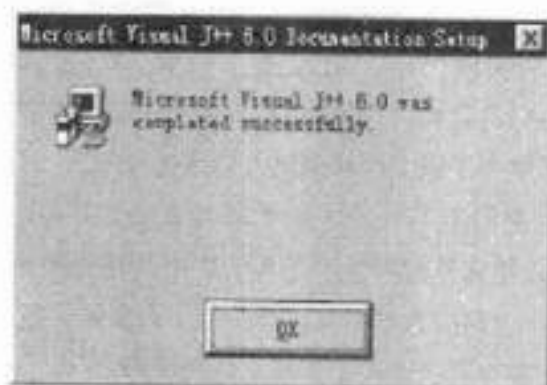 Microsoft Visual J++ 6.0 Documentation Setup
Microsoft Visual J++ 6.0 was
completed successfully.
OK